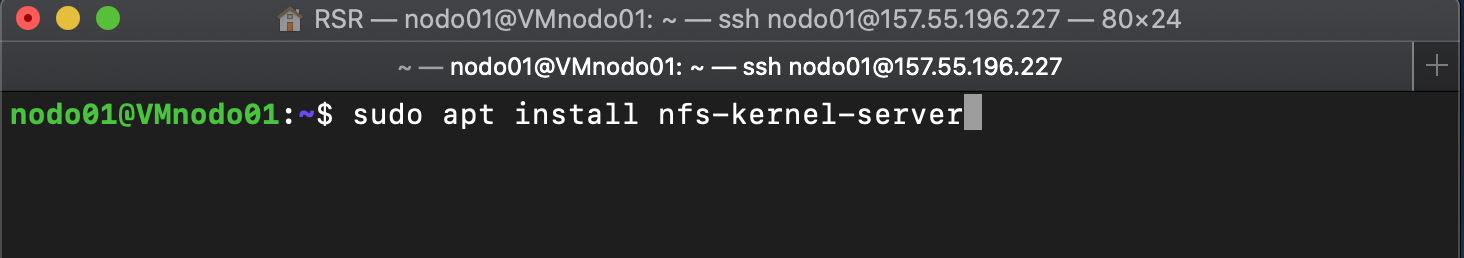 RSR — nodo01@VMnodo01: ~ — ssh nodo01@157.55.196.227 — 80×24
~ — nodo01@VMnodo01: ~ — ssh nodo01@157.55.196.227
nodo01@VMnodo01:~$ sudo apt install nfs-kernel-server